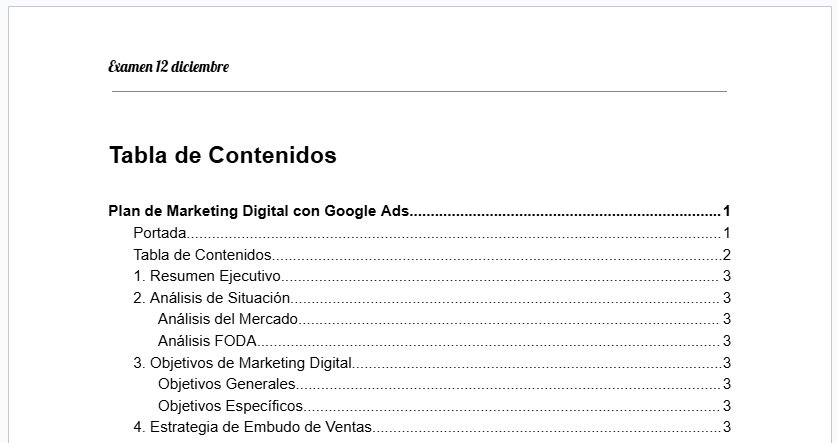 Examen 12 diciembre
Tabla de Contenidos
Plan de Marketing Digital con Google Ads........................................................................... 1
Portada.................................................................................................................................1
Tabla de Contenidos.............................................................................................................2
1. Resumen Ejecutivo.......................................................................................................... 3
2. Análisis de Situación........................................................................................................ 3
Análisis del Mercado...................................................................................................... 3
Análisis FODA................................................................................................................ 3
3. Objetivos de Marketing Digital..........................................................................................3
Objetivos Generales....................................................................................................... 3
Objetivos Específicos..................................................................................................... 3
4. Estrategia de Embudo de Ventas.....................................................................................3